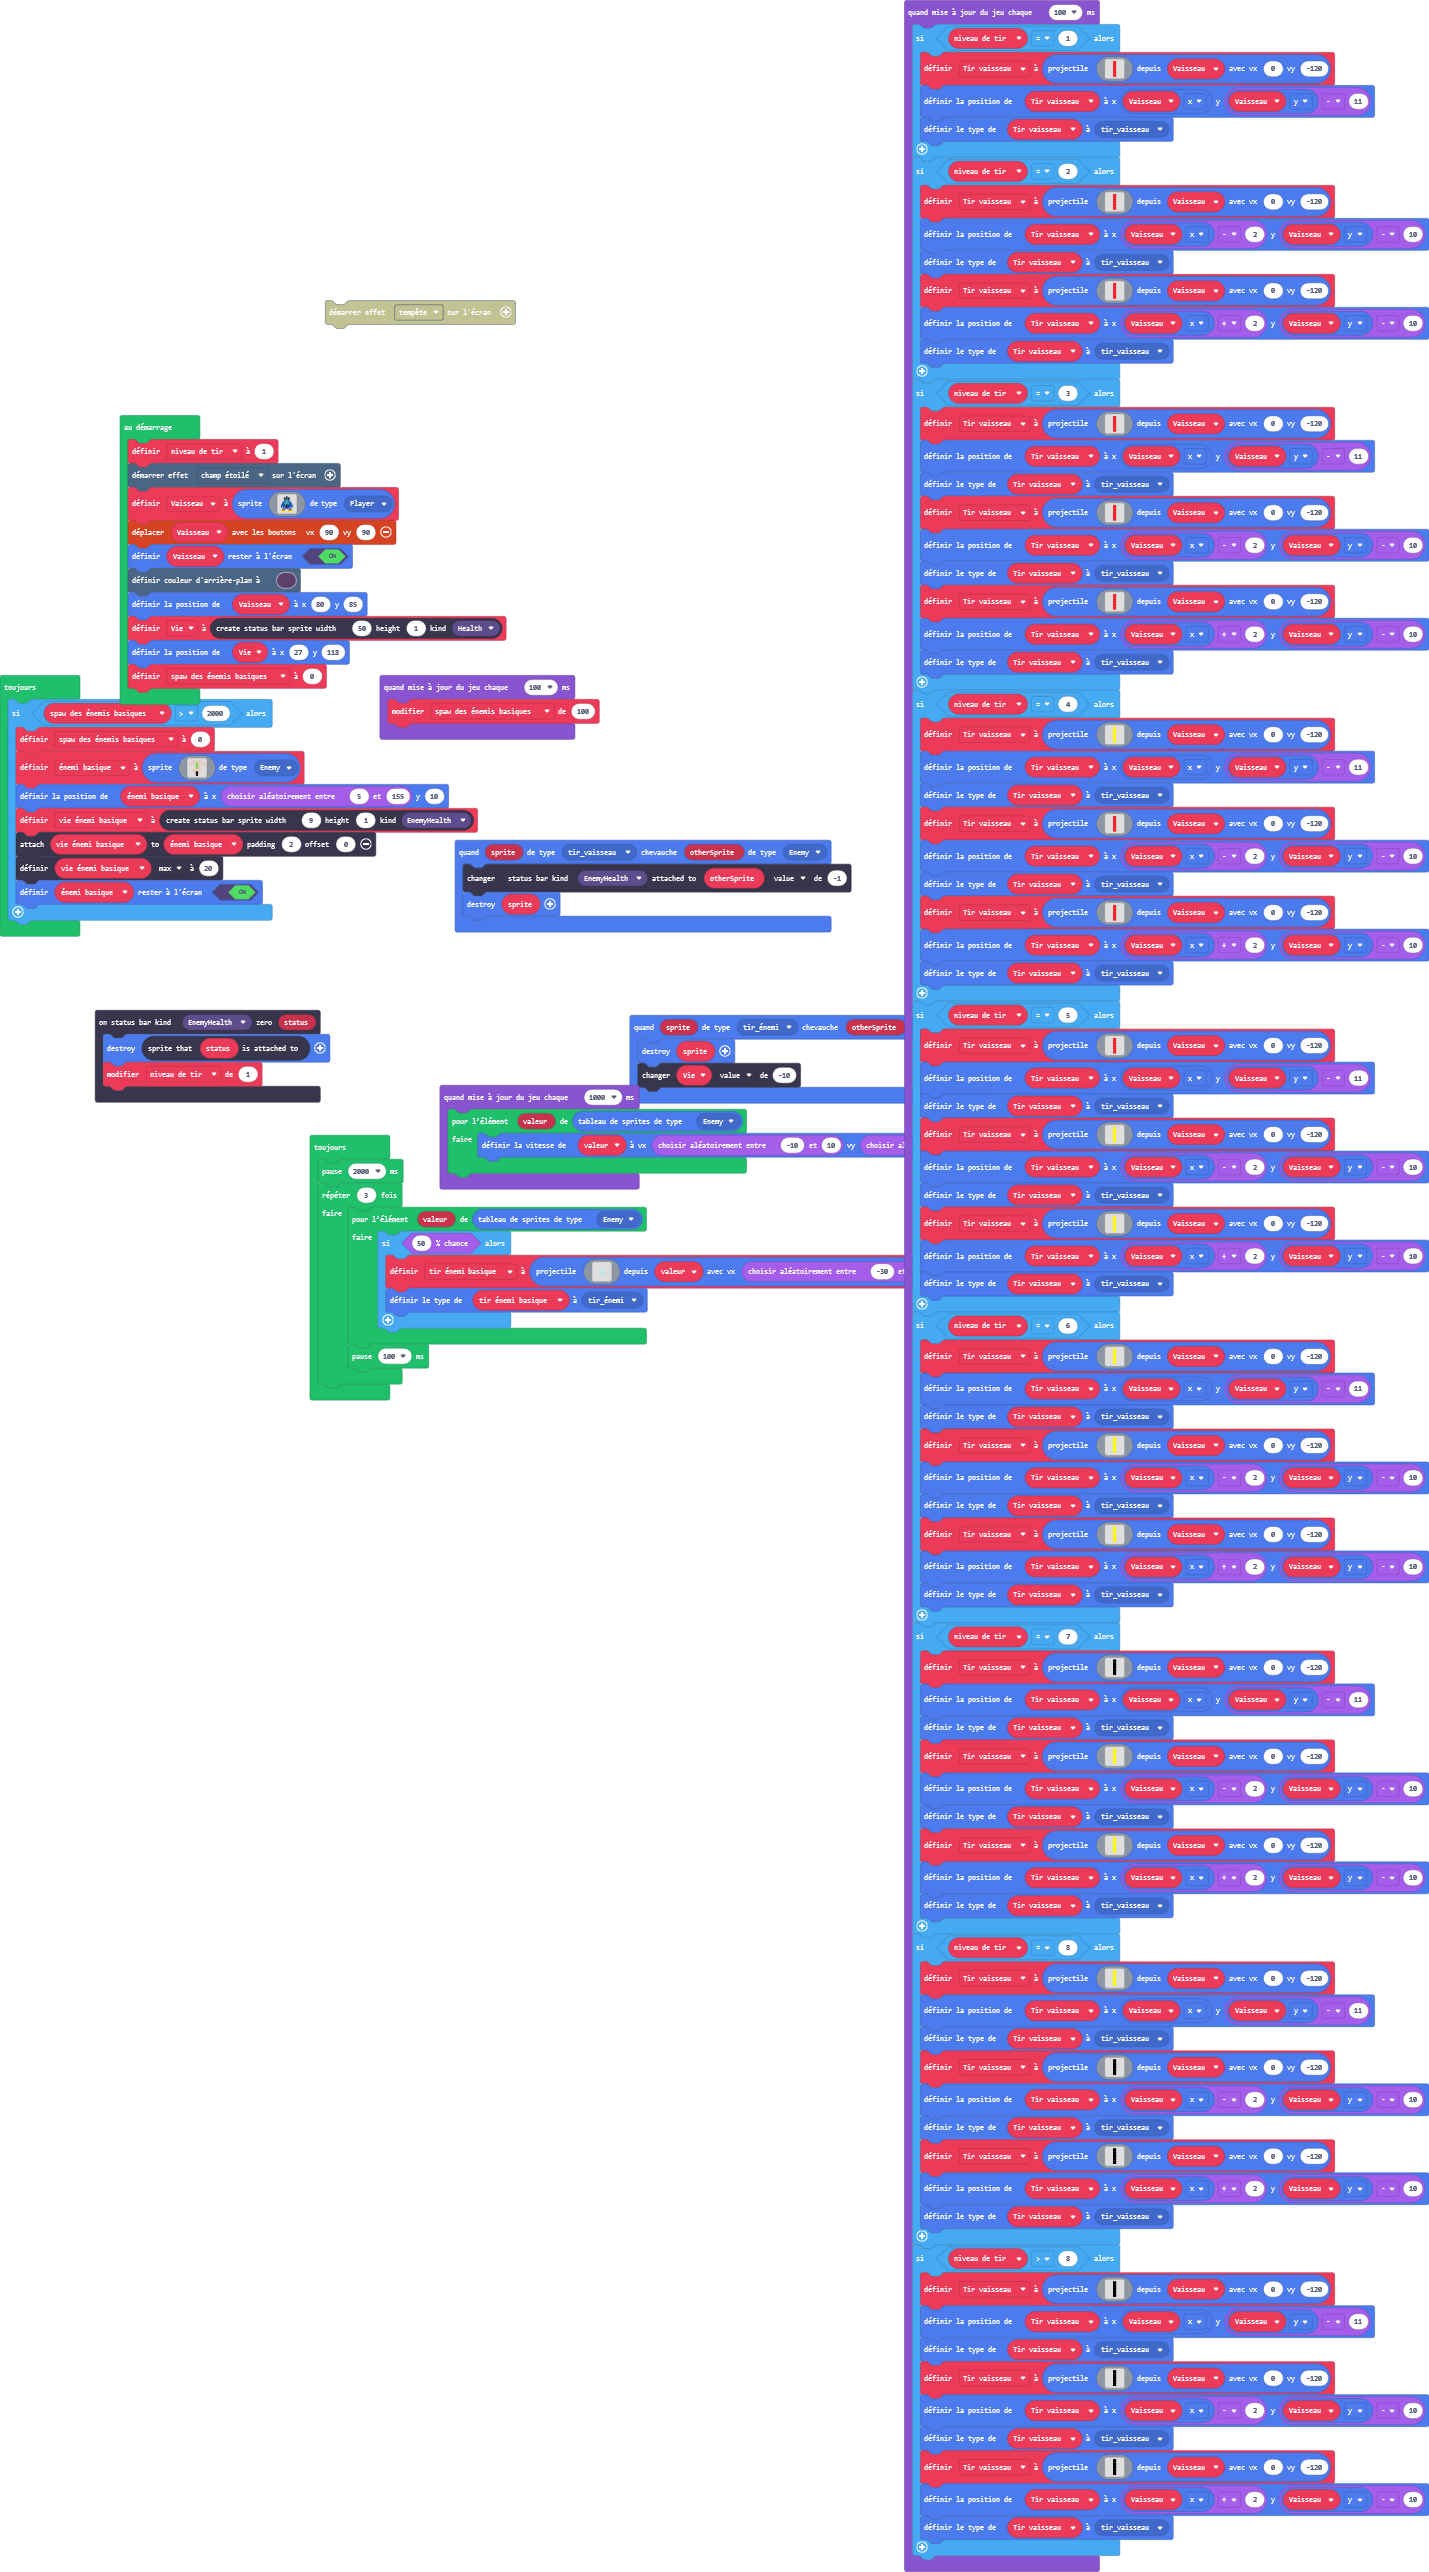 démarrer effet tempête sur l'écran
au démarrage
définir niveau de tir à 1
démarrer effet champ étoilé sur l'écran
définir Vaisseau à sprite de type Player
déplacer Vaisseau avec les boutons vx 90 vy 90
définir Vaisseau rester à l'écran ON
définir couleur d'arrière-plan à
définir la position de Vaisseau à x 80 y 85
définir Vie à create status bar sprite width 50 height 1 kind Health
définir la position de Vie à x 27 y 118
définir spaw des énemis basiques à 0
toujours
si spaw des énemis basiques > 2000 alors
définir spaw des énemis basiques à 0
définir énemi basique à sprite de type Enemy
définir la position de énemi basique à x choisir aléatoirement entre 5 et 155 y 10
définir vie énemi basique à create status bar sprite width 9 height 1 kind EnemyHealth
attach vie énemi basique to énemi basique padding 2 offset 0
définir vie énemi basique max à 20
définir énemi basique rester à l'écran ON
quand mise à jour du jeu chaque 100 ms
modifier spaw des énemis basiques de 100
quand sprite de type tir_vaisseau chevauche otherSprite de type Enemy
changer status bar kind EnemyHealth attached to otherSprite value de -1
destroy sprite
on status bar kind EnemyHealth zero status
destroy sprite that status is attached to
modifier niveau de tir de 1
quand sprite de type tir_énemi chevauche otherSprite
destroy sprite
changer Vie value de -10
quand mise à jour du jeu chaque 1000 ms
pour l'élément valeur de tableau de sprites de type Enemy
faire définir la vitesse de valeur à vx choisir aléatoirement entre -10 et 10 vy choisir al
toujours
pause 2000 ms
répéter 3 fois
faire pour l'élément valeur de tableau de sprites de type Enemy
faire si 50 % chance alors
définir tir énemi basique à projectile depuis valeur avec vx choisir aléatoirement entre -30 et
définir le type de tir énemi basique à tir_énemi
pause 100 ms
quand mise à jour du jeu chaque 100 ms
si niveau de tir = 1 alors
définir Tir vaisseau à projectile depuis Vaisseau avec vx 0 vy -120
définir la position de Tir vaisseau à x Vaisseau x y Vaisseau y - 11
définir le type de Tir vaisseau à tir_vaisseau
si niveau de tir = 2 alors
définir Tir vaisseau à projectile depuis Vaisseau avec vx 0 vy -120
définir la position de Tir vaisseau à x Vaisseau x - 2 y Vaisseau y - 10
définir le type de Tir vaisseau à tir_vaisseau
définir Tir vaisseau à projectile depuis Vaisseau avec vx 0 vy -120
définir la position de Tir vaisseau à x Vaisseau x + 2 y Vaisseau y - 10
définir le type de Tir vaisseau à tir_vaisseau
si niveau de tir = 3 alors
définir Tir vaisseau à projectile depuis Vaisseau avec vx 0 vy -120
définir la position de Tir vaisseau à x Vaisseau x y Vaisseau y - 11
définir le type de Tir vaisseau à tir_vaisseau
définir Tir vaisseau à projectile depuis Vaisseau avec vx 0 vy -120
définir la position de Tir vaisseau à x Vaisseau x - 2 y Vaisseau y - 10
définir le type de Tir vaisseau à tir_vaisseau
définir Tir vaisseau à projectile depuis Vaisseau avec vx 0 vy -120
définir la position de Tir vaisseau à x Vaisseau x + 2 y Vaisseau y - 10
définir le type de Tir vaisseau à tir_vaisseau
si niveau de tir = 4 alors
définir Tir vaisseau à projectile depuis Vaisseau avec vx 0 vy -120
définir la position de Tir vaisseau à x Vaisseau x y Vaisseau y - 11
définir le type de Tir vaisseau à tir_vaisseau
définir Tir vaisseau à projectile depuis Vaisseau avec vx 0 vy -120
définir la position de Tir vaisseau à x Vaisseau x - 2 y Vaisseau y - 10
définir le type de Tir vaisseau à tir_vaisseau
définir Tir vaisseau à projectile depuis Vaisseau avec vx 0 vy -120
définir la position de Tir vaisseau à x Vaisseau x + 2 y Vaisseau y - 10
définir le type de Tir vaisseau à tir_vaisseau
si niveau de tir = 5 alors
définir Tir vaisseau à projectile depuis Vaisseau avec vx 0 vy -120
définir la position de Tir vaisseau à x Vaisseau x y Vaisseau y - 11
définir le type de Tir vaisseau à tir_vaisseau
définir Tir vaisseau à projectile depuis Vaisseau avec vx 0 vy -120
définir la position de Tir vaisseau à x Vaisseau x - 2 y Vaisseau y - 10
définir le type de Tir vaisseau à tir_vaisseau
définir Tir vaisseau à projectile depuis Vaisseau avec vx 0 vy -120
définir la position de Tir vaisseau à x Vaisseau x + 2 y Vaisseau y - 10
définir le type de Tir vaisseau à tir_vaisseau
si niveau de tir = 6 alors
définir Tir vaisseau à projectile depuis Vaisseau avec vx 0 vy -120
définir la position de Tir vaisseau à x Vaisseau x y Vaisseau y - 11
définir le type de Tir vaisseau à tir_vaisseau
définir Tir vaisseau à projectile depuis Vaisseau avec vx 0 vy -120
définir la position de Tir vaisseau à x Vaisseau x - 2 y Vaisseau y - 10
définir le type de Tir vaisseau à tir_vaisseau
définir Tir vaisseau à projectile depuis Vaisseau avec vx 0 vy -120
définir la position de Tir vaisseau à x Vaisseau x + 2 y Vaisseau y - 10
définir le type de Tir vaisseau à tir_vaisseau
si niveau de tir = 7 alors
définir Tir vaisseau à projectile depuis Vaisseau avec vx 0 vy -120
définir la position de Tir vaisseau à x Vaisseau x y Vaisseau y - 11
définir le type de Tir vaisseau à tir_vaisseau
définir Tir vaisseau à projectile depuis Vaisseau avec vx 0 vy -120
définir la position de Tir vaisseau à x Vaisseau x - 2 y Vaisseau y - 10
définir le type de Tir vaisseau à tir_vaisseau
définir Tir vaisseau à projectile depuis Vaisseau avec vx 0 vy -120
définir la position de Tir vaisseau à x Vaisseau x + 2 y Vaisseau y - 10
définir le type de Tir vaisseau à tir_vaisseau
si niveau de tir = 8 alors
définir Tir vaisseau à projectile depuis Vaisseau avec vx 0 vy -120
définir la position de Tir vaisseau à x Vaisseau x y Vaisseau y - 11
définir le type de Tir vaisseau à tir_vaisseau
définir Tir vaisseau à projectile depuis Vaisseau avec vx 0 vy -120
définir la position de Tir vaisseau à x Vaisseau x - 2 y Vaisseau y - 10
définir le type de Tir vaisseau à tir_vaisseau
définir Tir vaisseau à projectile depuis Vaisseau avec vx 0 vy -120
définir la position de Tir vaisseau à x Vaisseau x + 2 y Vaisseau y - 10
définir le type de Tir vaisseau à tir_vaisseau
si niveau de tir > 8 alors
définir Tir vaisseau à projectile depuis Vaisseau avec vx 0 vy -120
définir la position de Tir vaisseau à x Vaisseau x y Vaisseau y - 11
définir le type de Tir vaisseau à tir_vaisseau
définir Tir vaisseau à projectile depuis Vaisseau avec vx 0 vy -120
définir la position de Tir vaisseau à x Vaisseau x - 2 y Vaisseau y - 10
définir le type de Tir vaisseau à tir_vaisseau
définir Tir vaisseau à projectile depuis Vaisseau avec vx 0 vy -120
définir la position de Tir vaisseau à x Vaisseau x + 2 y Vaisseau y - 10
définir le type de Tir vaisseau à tir_vaisseau